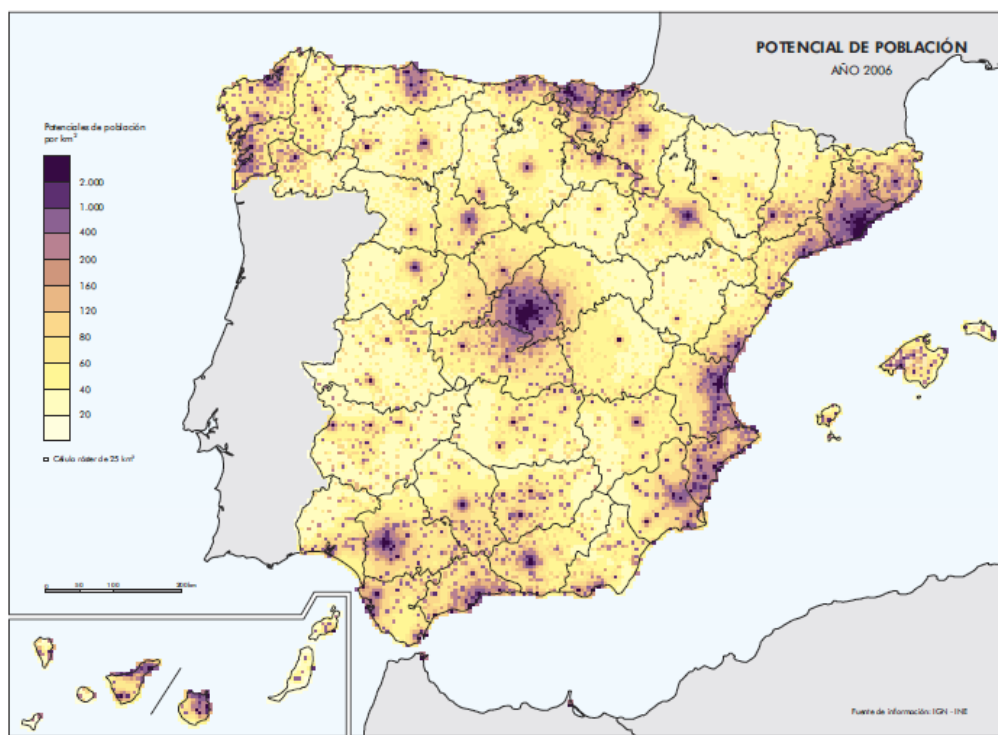 POTENCIAL DE POBLACIÓN
AÑO 2006
Potenciales de población
por km²
2.000
1.000
400
200
160
120
80
60
40
20
Célula ráster de 25 km²
0 50 100 200 km
Fuente de información: IGN - INE